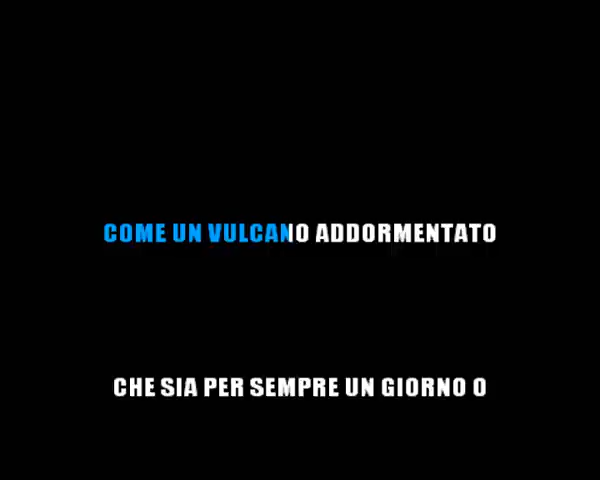 COME UN VULCANO ADDORMENTATO
CHE SIA PER SEMPRE UN GIORNO O